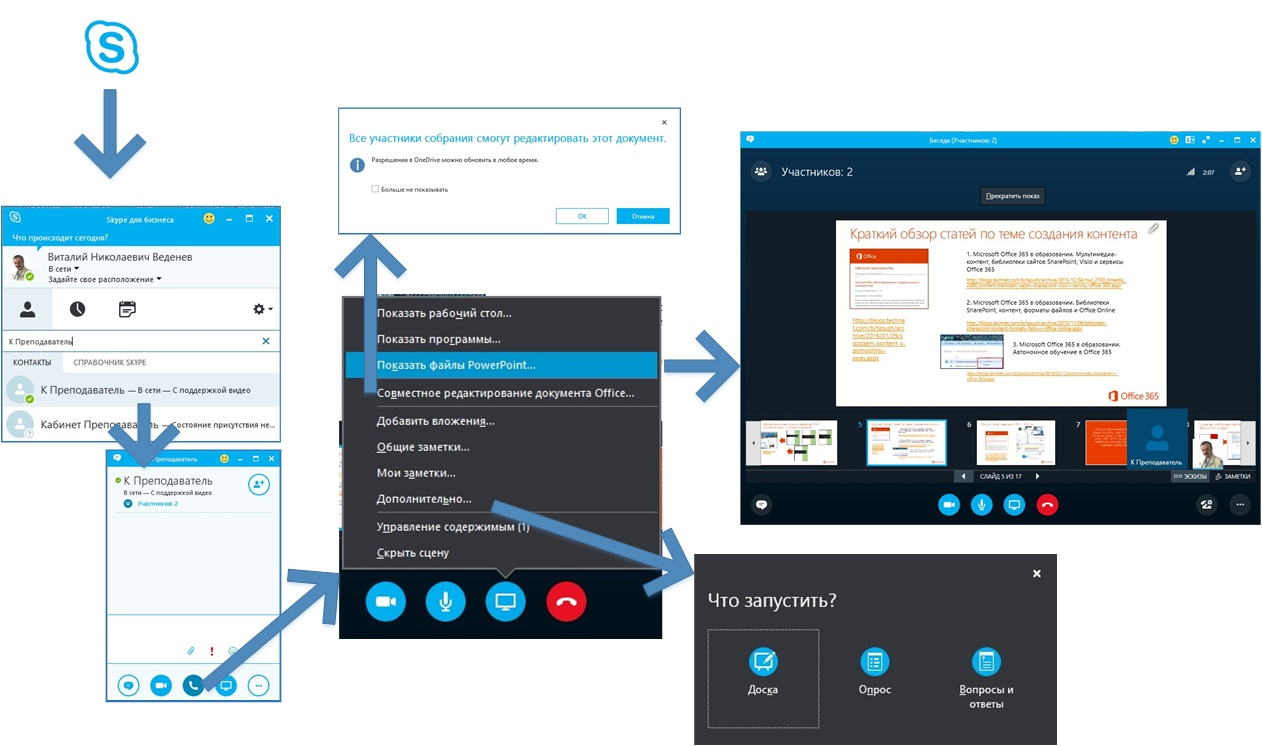 S
Skype для бизнеса
Что происходит сегодня?
Виталий Николаевич Веденев
В сети
Задайте свое расположение
К Преподаватель
КОНТАКТЫ
СПРАВОЧНИК SKYPE
К Преподаватель — В сети — С поддержкой видео
Кабинет Преподаватель — Состояние присутствия не...
К Преподаватель
В сети — С поддержкой видео
Участников: 2
Все участники собрания смогут редактировать этот документ.
Разрешения в OneDrive можно обновить в любое время.
Больше не показывать
ОК
Отмена
Показать рабочий стол...
Показать программы...
Показать файлы PowerPoint...
Совместное редактирование документа Office...
Добавить вложения...
Общие заметки...
Мои заметки...
Дополнительно...
Управление содержимым (1)
Скрыть сцену
Беседа (Участников: 2)
Участников: 2
2:07
Прекратить показ
Краткий обзор статей по теме создания контента
Office
1. Microsoft Office 365 в образовании. Мультимедиа-
контент, библиотеки сайтов SharePoint, Visio и сервисы
Office 365
2. Microsoft Office 365 в образовании. Библиотеки
SharePoint, контент, форматы файлов и Office Online
3. Microsoft Office 365 в образовании.
Автономное обучение в Office 365
Office 365
5
6
7
К Преподаватель
СЛАЙД 5 ИЗ 17
ЭСКИЗЫ
ЗАМЕТКИ
Что запустить?
Доска
Опрос
Вопросы и
ответы